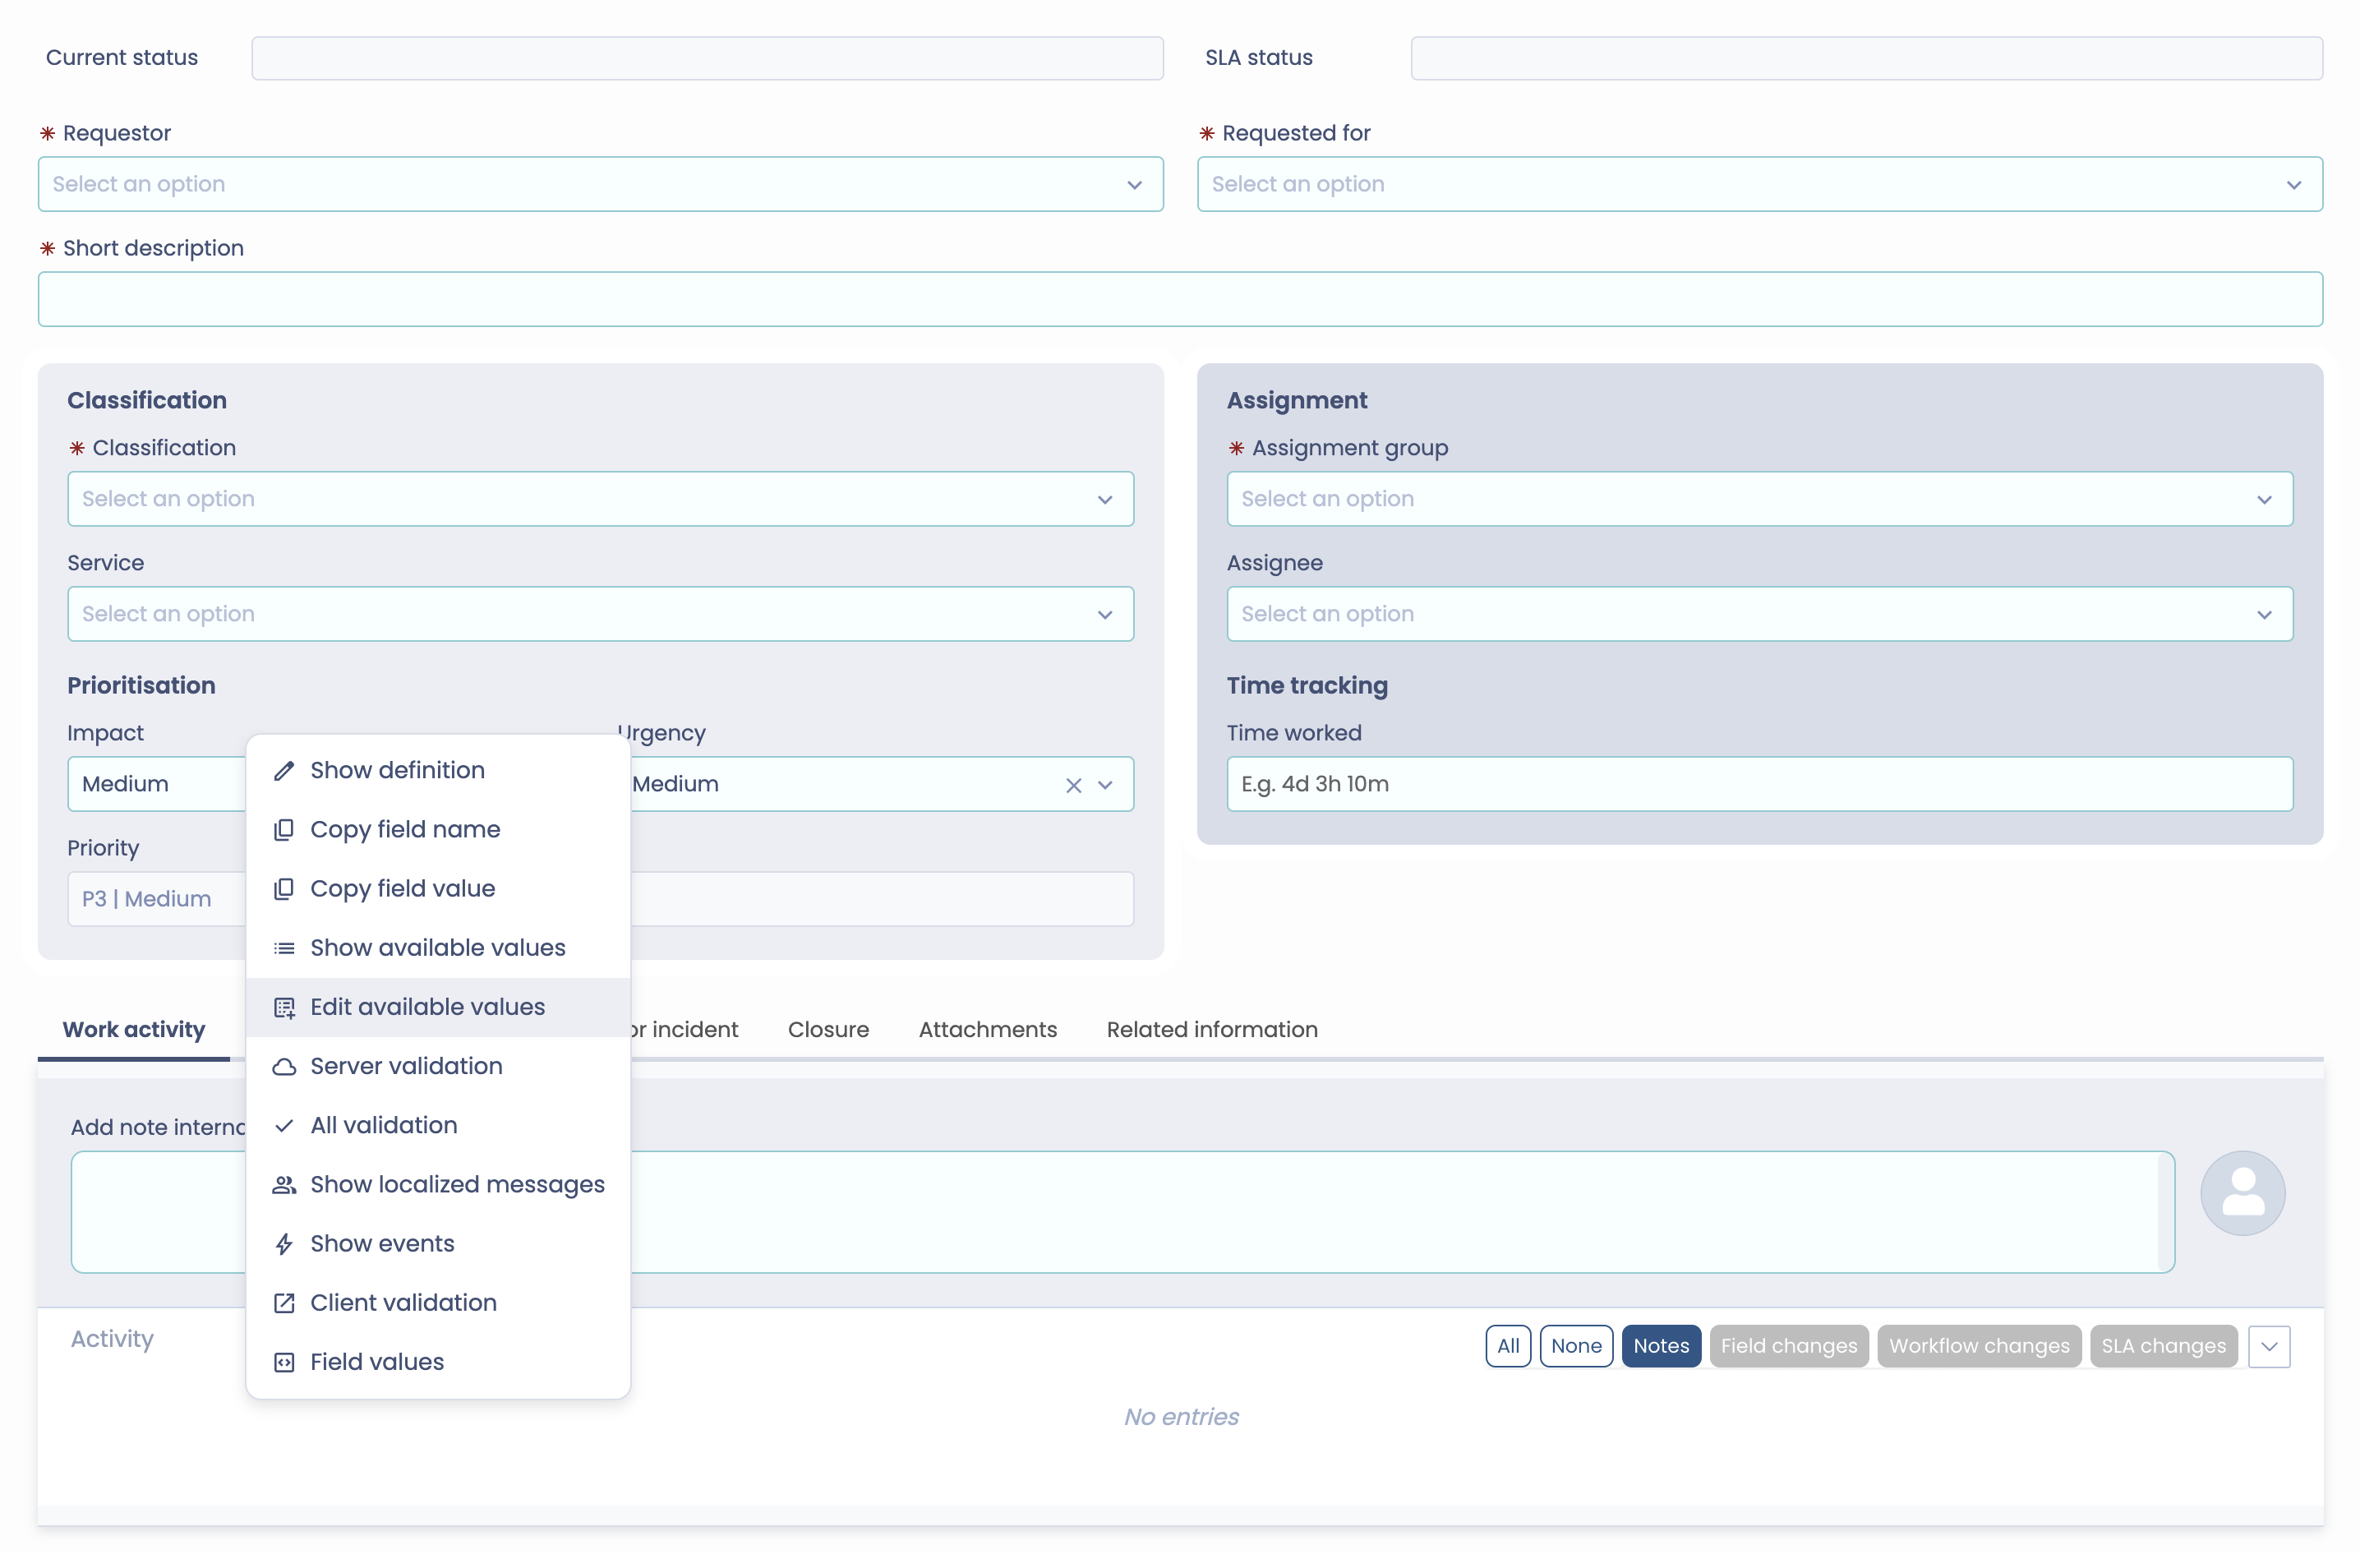 Current status
SLA status
* Requestor
Select an option
* Requested for
Select an option
* Short description
Classification
* Classification
Select an option
Service
Select an option
Prioritisation
Impact
Medium
Urgency
Medium
Priority
P3 | Medium
Assignment
* Assignment group
Select an option
Assignee
Select an option
Time tracking
Time worked
E.g. 4d 3h 10m
Show definition
Copy field name
Copy field value
Show available values
Edit available values
Server validation
All validation
Show localized messages
Show events
Client validation
Field values
Work activity
incident
Closure
Attachments
Related information
Add note
Activity
All
None
Notes
Field changes
Workflow changes
SLA changes
No entries